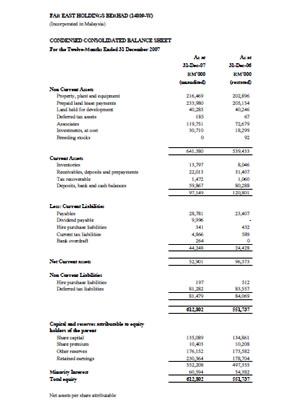 FAR EAST HOLDINGS BERHAD (14809-W)
(Incorporated in Malaysia)
CONDENSED CONSOLIDATED BALANCE SHEET
For the Twelve-Months Ended 31 December 2007
As at As at
31-Dec-07 31-Dec-06
RM'000 RM'000
(unaudited) (restated)
Non Current Assets
Property, plant and equipment 216,469 202,896
Prepaid land lease payments 233,980 205,154
Land held for development 40,283 40,246
Deferred tax assets 185 67
Associates 119,751 72,679
Investments, at cost 30,710 18,299
Breeding stocks 0 92
641,380 539,433
Current Assets
Inventories 13,797 8,046
Receivables, deposits and prepayments 22,013 31,407
Tax recoverable 1,472 1,060
Deposits, bank and cash balances 59,867 80,288
97,149 120,801
Less: Current Liabilities
Payables 28,781 23,407
Dividend payable 9,996 -
Hire purchase liabilities 341 432
Current tax liabilities 4,866 589
Bank overdraft 264 0
44,248 24,428
Net Current assets 52,901 96,373
Non Current Liabilities
Hire purchase liabilities 197 512
Deferred tax liabilities 81,282 83,557
81,479 84,069
612,802 551,737
Capital and reserves attributable to equity
holders of the parent
Share capital 135,089 134,861
Share premium 10,403 10,208
Other reserves 176,152 173,582
Retained earnings 230,564 178,704
552,208 497,355
Minority Interest 60,594 54,382
Total equity 612,802 551,737
Net assets per share attributable